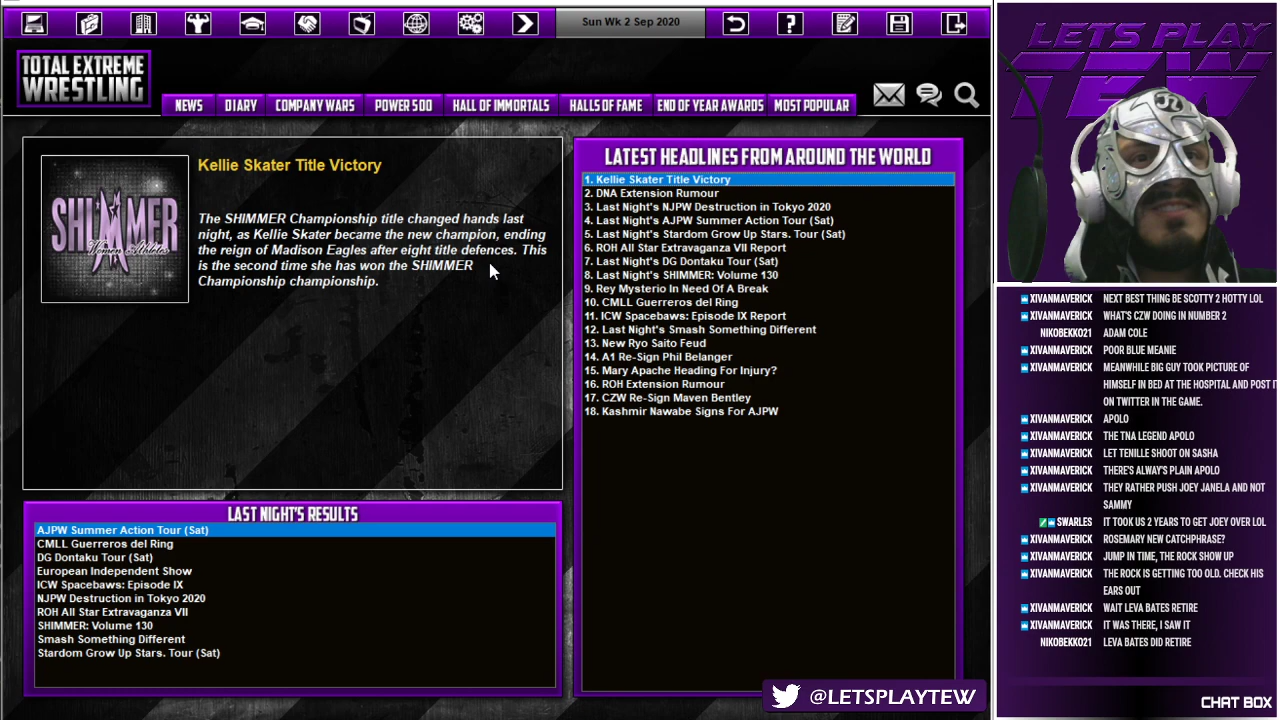 Sun Wk 2 Sep 2020
LETS PLAY
TEW
TOTAL EXTREME
WRESTLING
NEWS
DIARY
COMPANY WARS
POWER 500
HALL OF IMMORTALS
HALLS OF FAME
END OF YEAR AWARDS
MOST POPULAR
Kellie Skater Title Victory
SHIMMER
Women Athletes
The SHIMMER Championship title changed hands last
night, as Kellie Skater became the new champion, ending
the reign of Madison Eagles after eight title defences. This
is the second time she has won the SHIMMER
Championship championship.
LATEST HEADLINES FROM AROUND THE WORLD
1. Kellie Skater Title Victory
2. DNA Extension Rumour
3. Last Night's NJPW Destruction in Tokyo 2020
4. Last Night's AJPW Summer Action Tour (Sat)
5. Last Night's Stardom Grow Up Stars. Tour (Sat)
6. ROH All Star Extravaganza VII Report
7. Last Night's DG Dontaku Tour (Sat)
8. Last Night's SHIMMER: Volume 130
9. Rey Mysterio In Need Of A Break
10. CMLL Guerreros del Ring
11. ICW Spacebaws: Episode IX Report
12. Last Night's Smash Something Different
13. New Ryo Saito Feud
14. A1 Re-Sign Phil Belanger
15. Mary Apache Heading For Injury?
16. ROH Extension Rumour
17. CZW Re-Sign Maven Bentley
18. Kashmir Nawabe Signs For AJPW
LAST NIGHT'S RESULTS
AJPW Summer Action Tour (Sat)
CMLL Guerreros del Ring
DG Dontaku Tour (Sat)
European Independent Show
ICW Spacebaws: Episode IX
NJPW Destruction in Tokyo 2020
ROH All Star Extravaganza VII
SHIMMER: Volume 130
Smash Something Different
Stardom Grow Up Stars. Tour (Sat)
@LETSPLAYTEW
XIVANMAVERICK NEXT BEST THING BE SCOTTY 2 HOTTY LOL
XIVANMAVERICK WHAT'S CZW DOING IN NUMBER 2
NIKOBEKKO21 ADAM COLE
XIVANMAVERICK POOR BLUE MEANIE
XIVANMAVERICK MEANWHILE BIG GUY TOOK PICTURE OF
HIMSELF IN BED AT THE HOSPITAL AND POST IT
ON TWITTER IN THE GAME.
XIVANMAVERICK APOLO
XIVANMAVERICK THE TNA LEGEND APOLO
XIVANMAVERICK LET TENILLE SHOOT ON SASHA
XIVANMAVERICK THERE'S ALWAY'S PLAIN APOLO
XIVANMAVERICK THEY RATHER PUSH JOEY JANELA AND NOT
SAMMY
SWARLES IT TOOK US 2 YEARS TO GET JOEY OVER LOL
XIVANMAVERICK ROSEMARY NEW CATCHPHRASE?
XIVANMAVERICK JUMP IN TIME, THE ROCK SHOW UP
XIVANMAVERICK THE ROCK IS GETTING TOO OLD. CHECK HIS
EARS OUT
XIVANMAVERICK WAIT LEVA BATES RETIRE
XIVANMAVERICK IT WAS THERE, I SAW IT
NIKOBEKKO21 LEVA BATES DID RETIRE
CHAT BOX